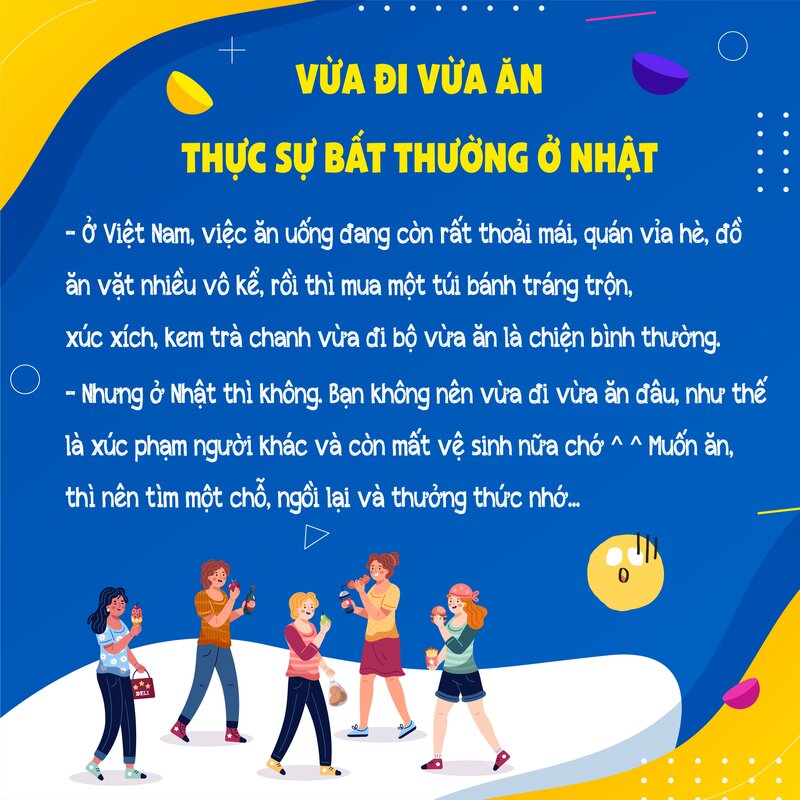 VỪA ĐI VỪA ĂN
THỰC SỰ BẤT THƯỜNG Ở NHẬT
- Ở Việt Nam, việc ăn uống đang còn rất thoải mái, quán vỉa hè, đồ
ăn vặt nhiều vô kể, rồi thì mua một túi bánh tráng trộn,
xúc xích, kem trà chanh vừa đi bộ vừa ăn là chiện bình thường.
- Nhưng ở Nhật thì không. Bạn không nên vừa đi vừa ăn đâu, như thế
là xúc phạm người khác và còn mất vệ sinh nữa chớ ^ ^ Muốn ăn,
thì nên tìm một chỗ, ngồi lại và thưởng thức nhớ...
DELI